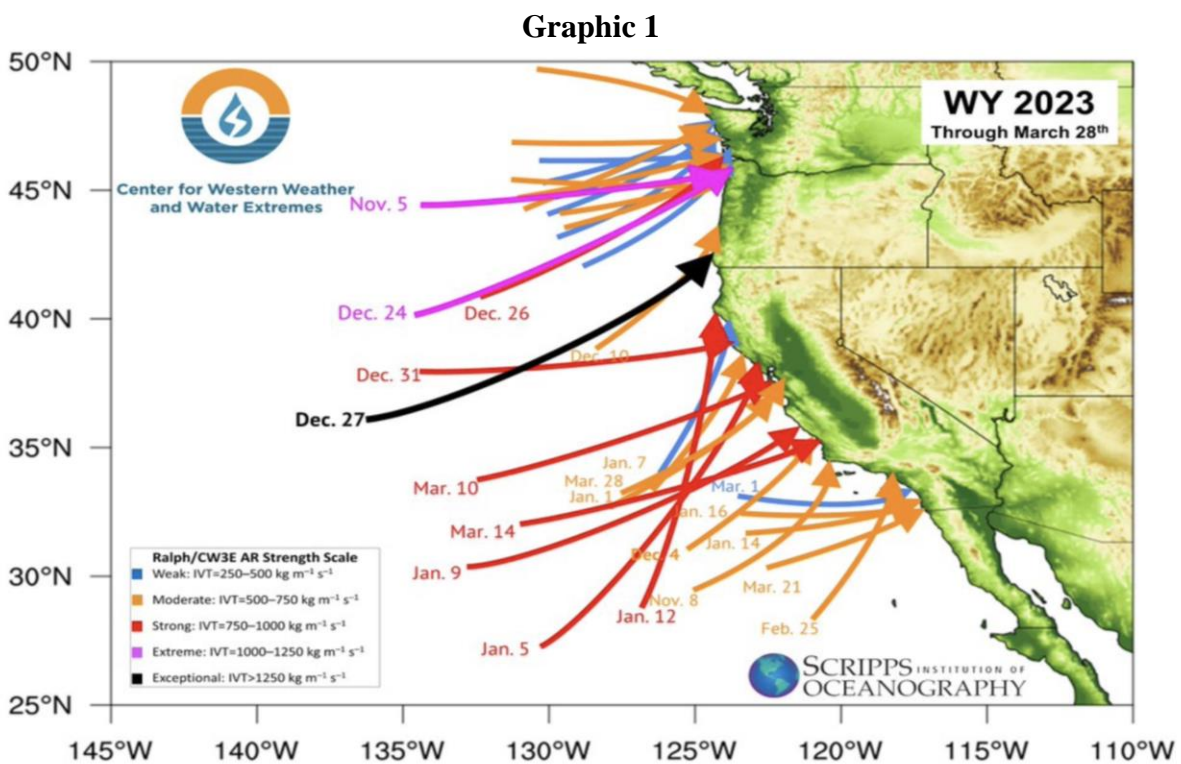 Graphic 1
50°N
45°N
40°N
35°N
30°N
25°N
145°W
140°W
135°W
130°W
125°W
120°W
115°W
110°W
Center for Western Weather
and Water Extremes
WY 2023
Through March 28th
Nov. 5
Dec. 24
Dec. 26
Dec. 10
Dec. 31
Dec. 27
Jan. 7
Mar. 28
Jan. 1
Mar. 10
Mar. 1
Jan. 16
Mar. 14
Dec. 4
Jan. 14
Jan. 9
Nov. 8
Mar. 21
Jan. 12
Feb. 25
Jan. 5
Ralph/CW3E AR Strength Scale
Weak: IVT=250–500 kg m⁻¹ s⁻¹
Moderate: IVT=500–750 kg m⁻¹ s⁻¹
Strong: IVT=750–1000 kg m⁻¹ s⁻¹
Extreme: IVT=1000–1250 kg m⁻¹ s⁻¹
Exceptional: IVT>1250 kg m⁻¹ s⁻¹
SCRIPPS INSTITUTION OF
OCEANOGRAPHY